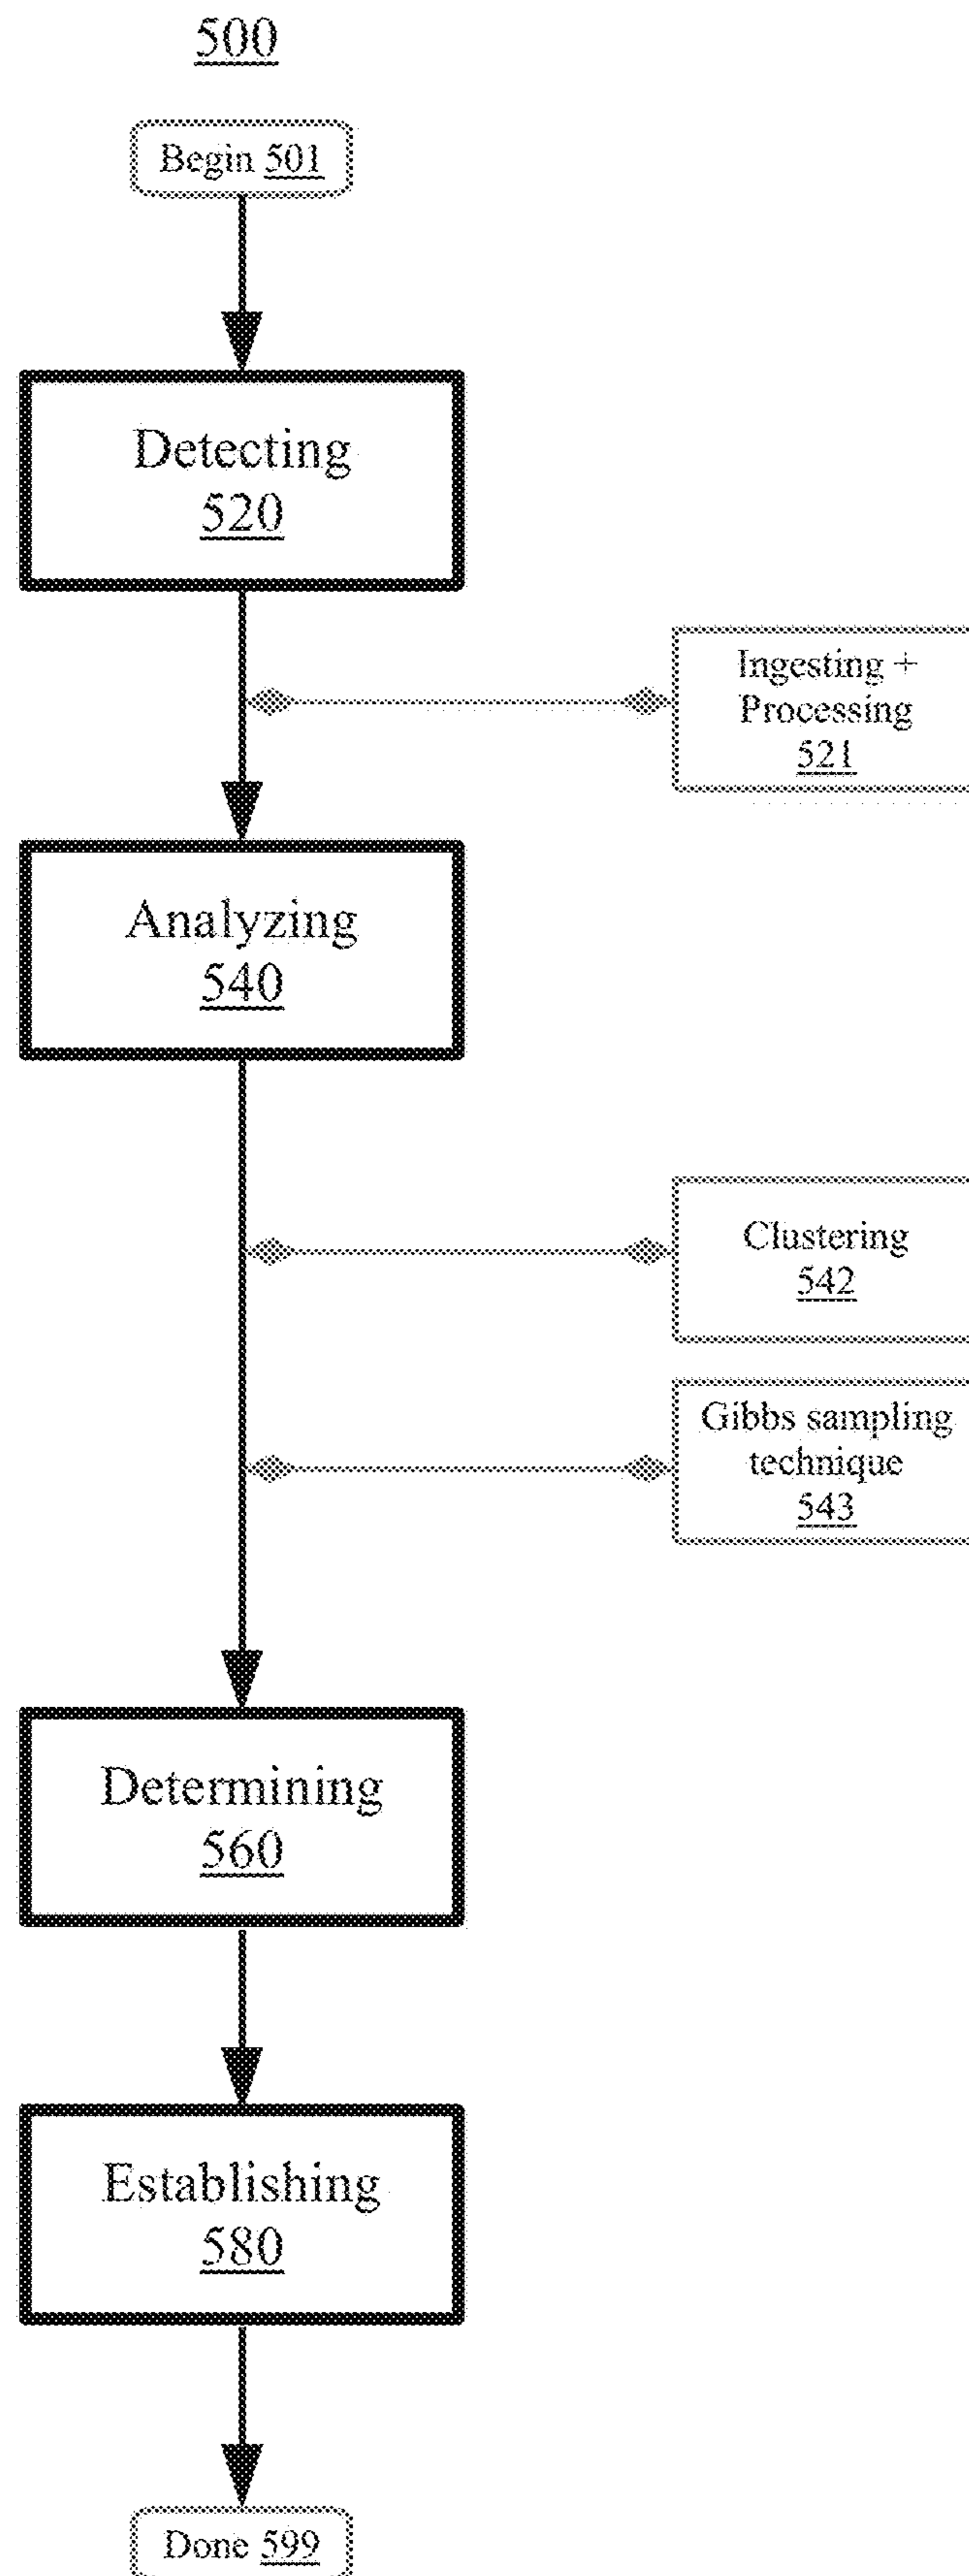 500
Begin 501
Detecting
520
Ingesting +
Processing
521
Analyzing
540
Clustering
542
Gibbs sampling
technique
543
Determining
560
Establishing
580
Done 599